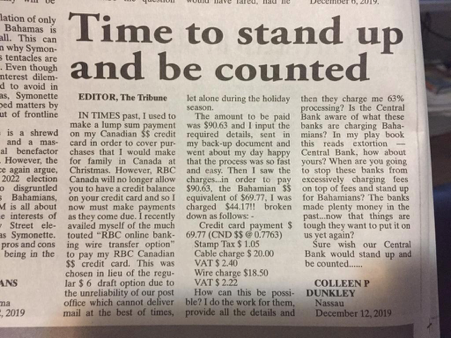 December 6, 2019.
lation of only
Bahamas is
all. This can
n why Symon-
s tentacles are
. Even though
nterest dilem-
d to avoid in
as, Symonette
ped matters by
ut of frontline
is a shrewd
and a mas-
al benefactor
. However, the
ce again argue,
2022 election
o disgruntled
s Bahamians,
M is all about
e interests of
y Street ele-
as Symonette.
pros and cons
being in the
ANS
ma
2, 2019
Time to stand up
and be counted
EDITOR, The Tribune
IN TIMES past, I used to
make a lump sum payment
on my Canadian $$ credit
card in order to cover pur-
chases that I would make
for family in Canada at
Christmas. However, RBC
Canada will no longer allow
you to have a credit balance
on your credit card and so I
now must make payments
as they come due. I recently
availed myself of the much
touted “RBC online bank-
ing wire transfer option”
to pay my RBC Canadian
$$ credit card. This was
chosen in lieu of the regu-
lar $ 6 draft option due to
the unreliability of our post
office which cannot deliver
mail at the best of times,
let alone during the holiday
season.
The amount to be paid
was $90.63 and I input the
required details, sent in
my back-up document and
went about my day happy
that the process was so fast
and easy. Then I saw the
charges...in order to pay
$90.63, the Bahamian $$
equivalent of $69.77, I was
charged $44.17!! broken
down as follows: -
Credit card payment $
69.77 (CND $$ @ 0.7763)
Stamp Tax $ 1.05
Cable charge $ 20.00
VAT $ 2.40
Wire charge $18.50
VAT $ 2.22
How can this be possi-
ble? I do the work for them,
provide all the details and
then they charge me 63%
processing? Is the Central
Bank aware of what these
banks are charging Baha-
mians? In my play book
this reads extortion —
Central Bank, how about
yours? When are you going
to stop these banks from
excessively charging fees
on top of fees and stand up
for Bahamians? The banks
made plenty money in the
past...now that things are
tough they want to put it on
us yet again?
Sure wish our Central
Bank would stand up and
be counted......
COLLEEN P
DUNKLEY
Nassau
December 12, 2019